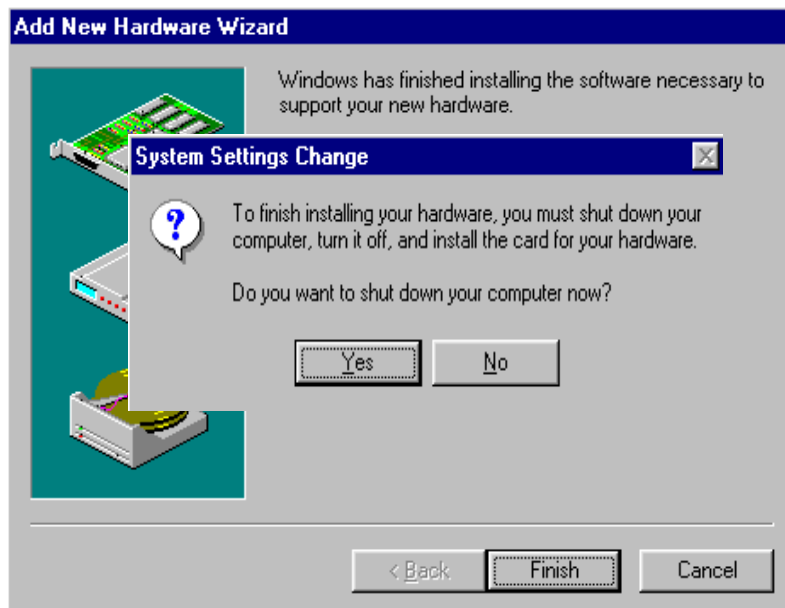 Add New Hardware Wizard
Windows has finished installing the software necessary to
support your new hardware.
System Settings Change
To finish installing your hardware, you must shut down your
computer, turn it off, and install the card for your hardware.
Do you want to shut down your computer now?
Yes No
< Back Finish Cancel